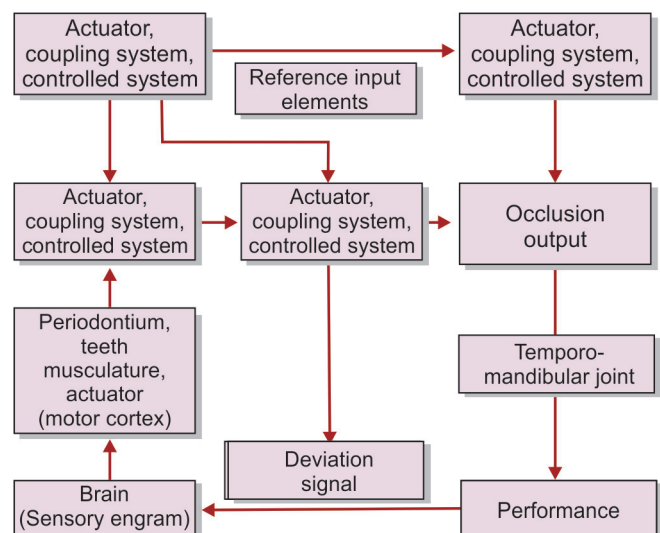 Actuator,
coupling system,
controlled system
Reference input
elements
Actuator,
coupling system,
controlled system
Actuator,
coupling system,
controlled system
Actuator,
coupling system,
controlled system
Occlusion
output
Periodontium,
teeth
musculature,
actuator
(motor cortex)
Temporo-
mandibular joint
Deviation
signal
Brain
(Sensory engram)
Performance